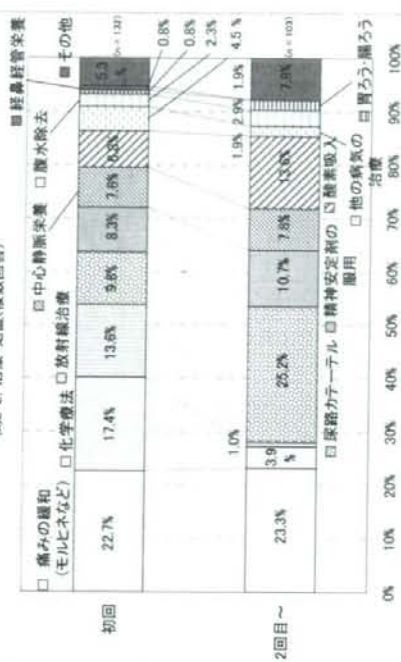 ■ 経鼻経管栄養
■ その他
□ 中心静脈栄養
□ 腹水除去
□ 痛みの緩和
(モルヒネなど)
□ 化学療法
□ 放射線治療
初回
22.7%
17.4%
13.6%
9.8%
8.3%
7.6%
5.3
%
(n = 132)
0.8%
0.8%
2.3%
4.5%
2回目~
23.3%
3.9
%
1.0%
25.2%
10.7%
7.8%
13.6%
1.9%
2.9%
1.9%
7.8%
(n = 103)
尿路カテーテル
精神安定剤の
服用
酸素吸入
□ 他の病気の
治療
胃ろう・腸ろう
0%
10%
20%
30%
40%
50%
60%
70%
80%
90%
100%